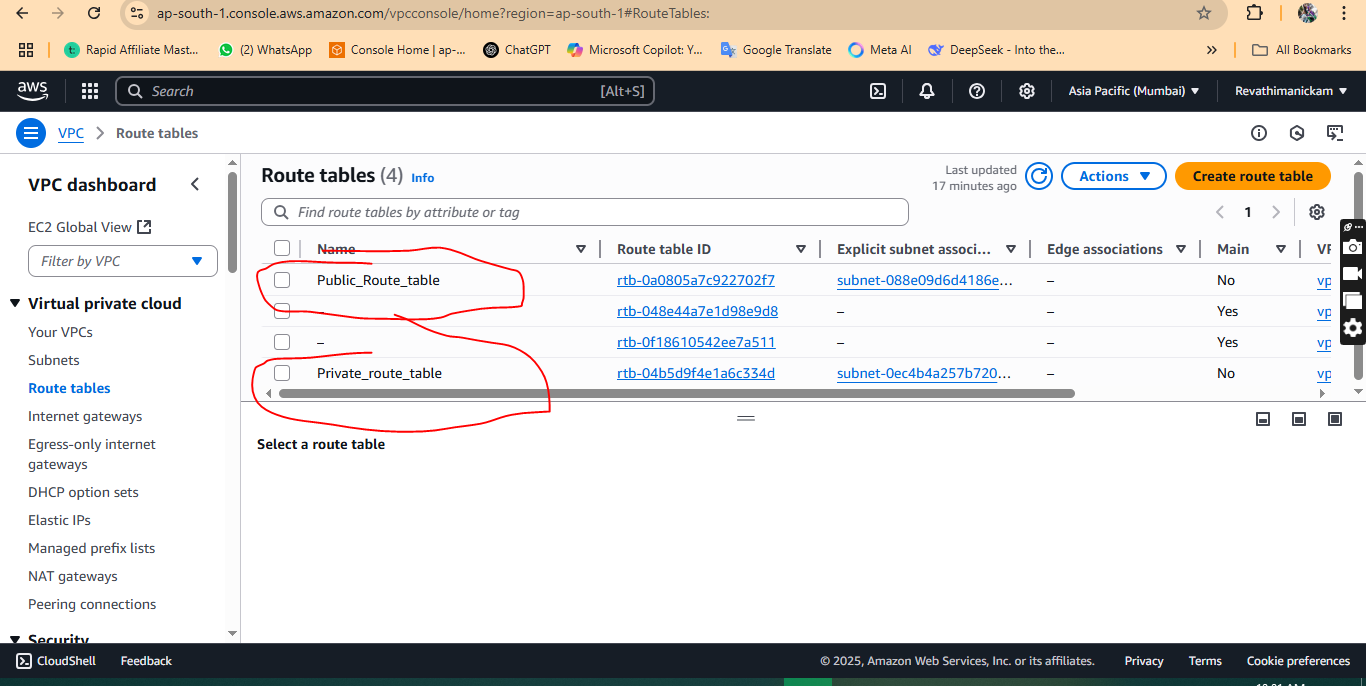 ap-south-1.console.aws.amazon.com/vpcconsole/home?region=ap-south-1#RouteTables:
Rapid Affiliate Mast... (2) WhatsApp Console Home | ap-... ChatGPT Microsoft Copilot: Y... Google Translate Meta AI DeepSeek - Into the... » All Bookmarks
aws Search [Alt+S] Asia Pacific (Mumbai) Revathimanickam
VPC > Route tables
VPC dashboard
EC2 Global View
Filter by VPC
Virtual private cloud
Your VPCs
Subnets
Route tables
Internet gateways
Egress-only internet
gateways
DHCP option sets
Elastic IPs
Managed prefix lists
NAT gateways
Peering connections
Security
Route tables (4) Info
Last updated
17 minutes ago
Actions
Create route table
Find route tables by attribute or tag
1
Name Route table ID Explicit subnet associ... Edge associations Main VP
Public_Route_table rtb-0a0805a7c922702f7 subnet-088e09d6d4186e... – No vp
– rtb-048e44a7e1d98e9d8 – – Yes vp
– rtb-0f18610542ee7a511 – – Yes vp
Private_route_table rtb-04b5d9f4e1a6c334d subnet-0ec4b4a257b720... – No vp
Select a route table
CloudShell Feedback © 2025, Amazon Web Services, Inc. or its affiliates. Privacy Terms Cookie preferences